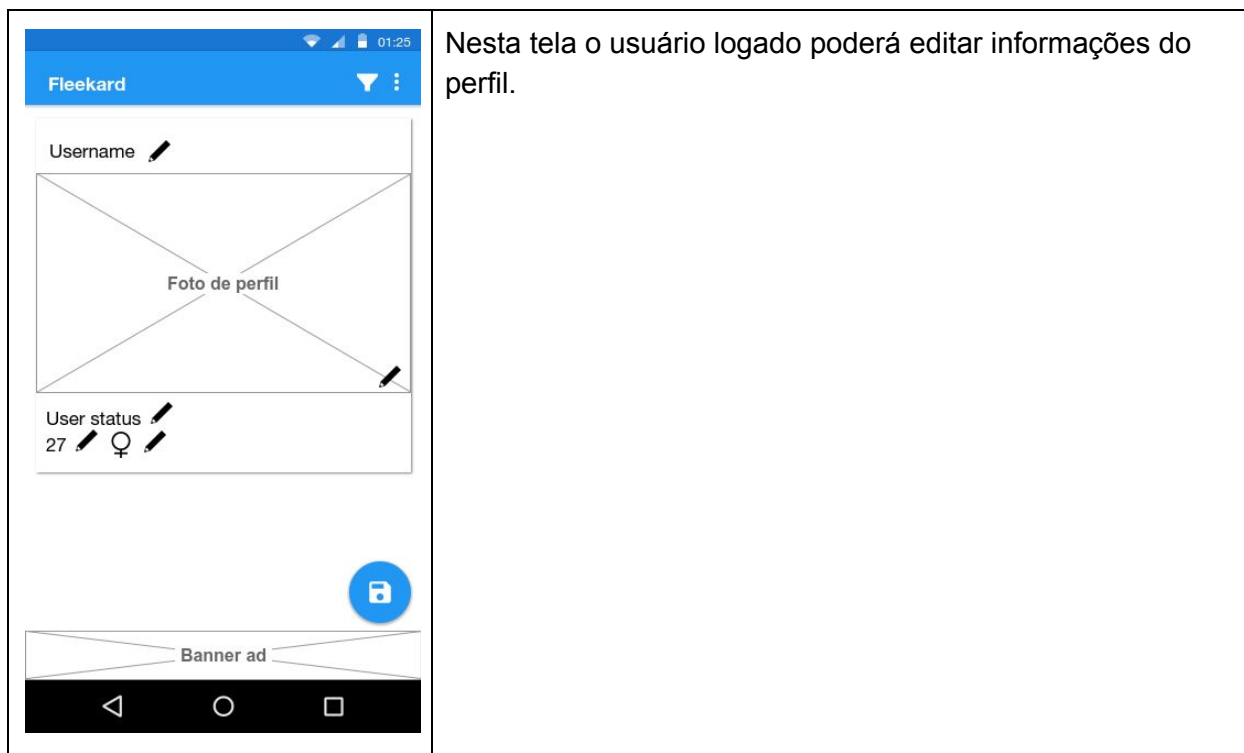 01:25
Fleekard
Username
Foto de perfil
User status
27
Banner ad
Nesta tela o usuário logado poderá editar informações do
perfil.